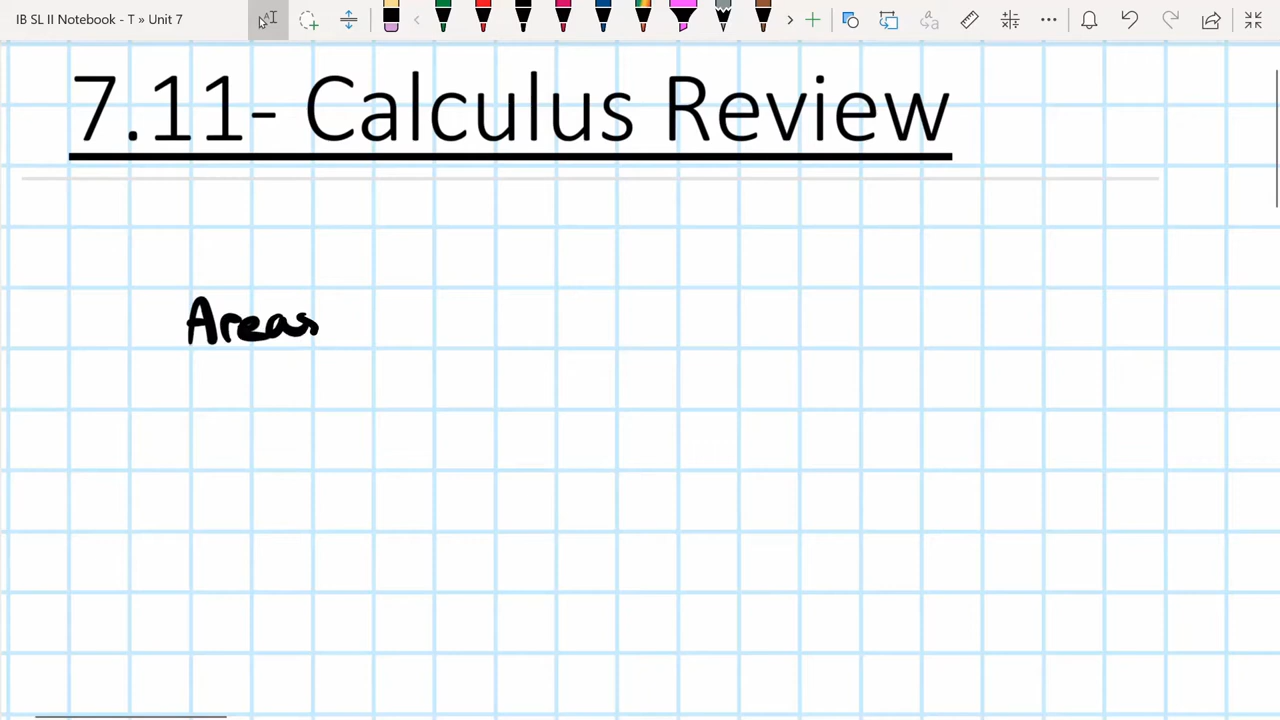 IB SL II Notebook - T » Unit 7
7.11- Calculus Review
Areas